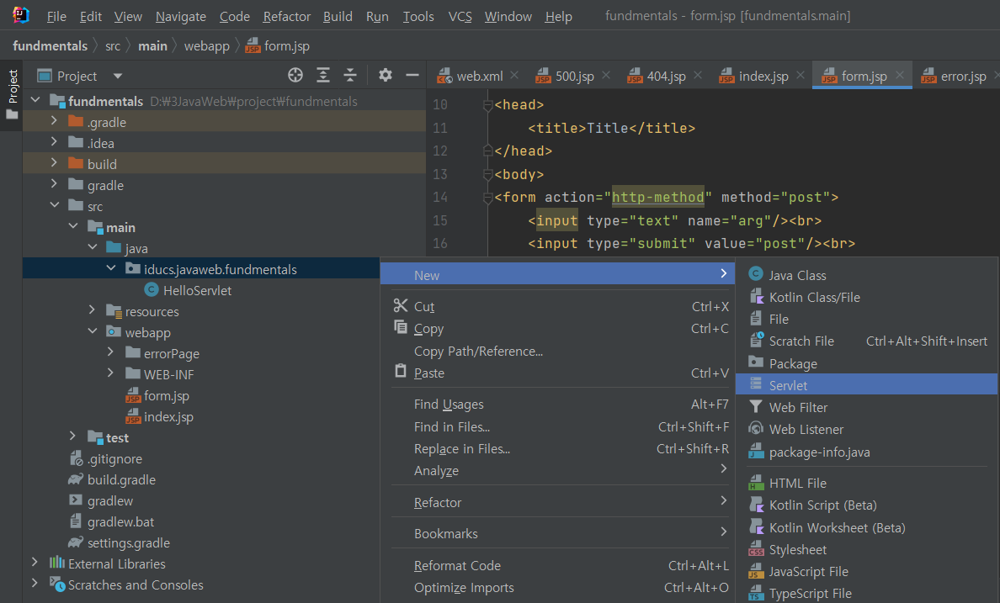 File Edit View Navigate Code Refactor Build Run Tools VCS Window Help fundmentals - form.jsp [fundmentals.main]
fundmentals src main webapp form.jsp
Project
Project
web.xml 500.jsp 404.jsp index.jsp form.jsp error.jsp
fundmentals D:₩3JavaWeb₩project₩fundmentals
.gradle
.idea
build
gradle
src
main
java
iducs.javaweb.fundmentals
HelloServlet
resources
webapp
errorPage
WEB-INF
form.jsp
index.jsp
test
.gitignore
build.gradle
gradlew
gradlew.bat
settings.gradle
External Libraries
Scratches and Consoles
10 <head>
11 <title>Title</title>
12 </head>
13 <body>
14 <form action="http-method" method="post">
15 <input type="text" name="arg"/><br>
16 <input type="submit" value="post"/><br>
New
Cut Ctrl+X
Copy Ctrl+C
Copy Path/Reference...
Paste Ctrl+V
Find Usages Alt+F7
Find in Files... Ctrl+Shift+F
Replace in Files... Ctrl+Shift+R
Analyze
Refactor
Bookmarks
Reformat Code Ctrl+Alt+L
Optimize Imports Ctrl+Alt+O
Java Class
Kotlin Class/File
File
Scratch File Ctrl+Alt+Shift+Insert
Package
Servlet
Web Filter
Web Listener
package-info.java
HTML File
Kotlin Script (Beta)
Kotlin Worksheet (Beta)
Stylesheet
JavaScript File
TypeScript File